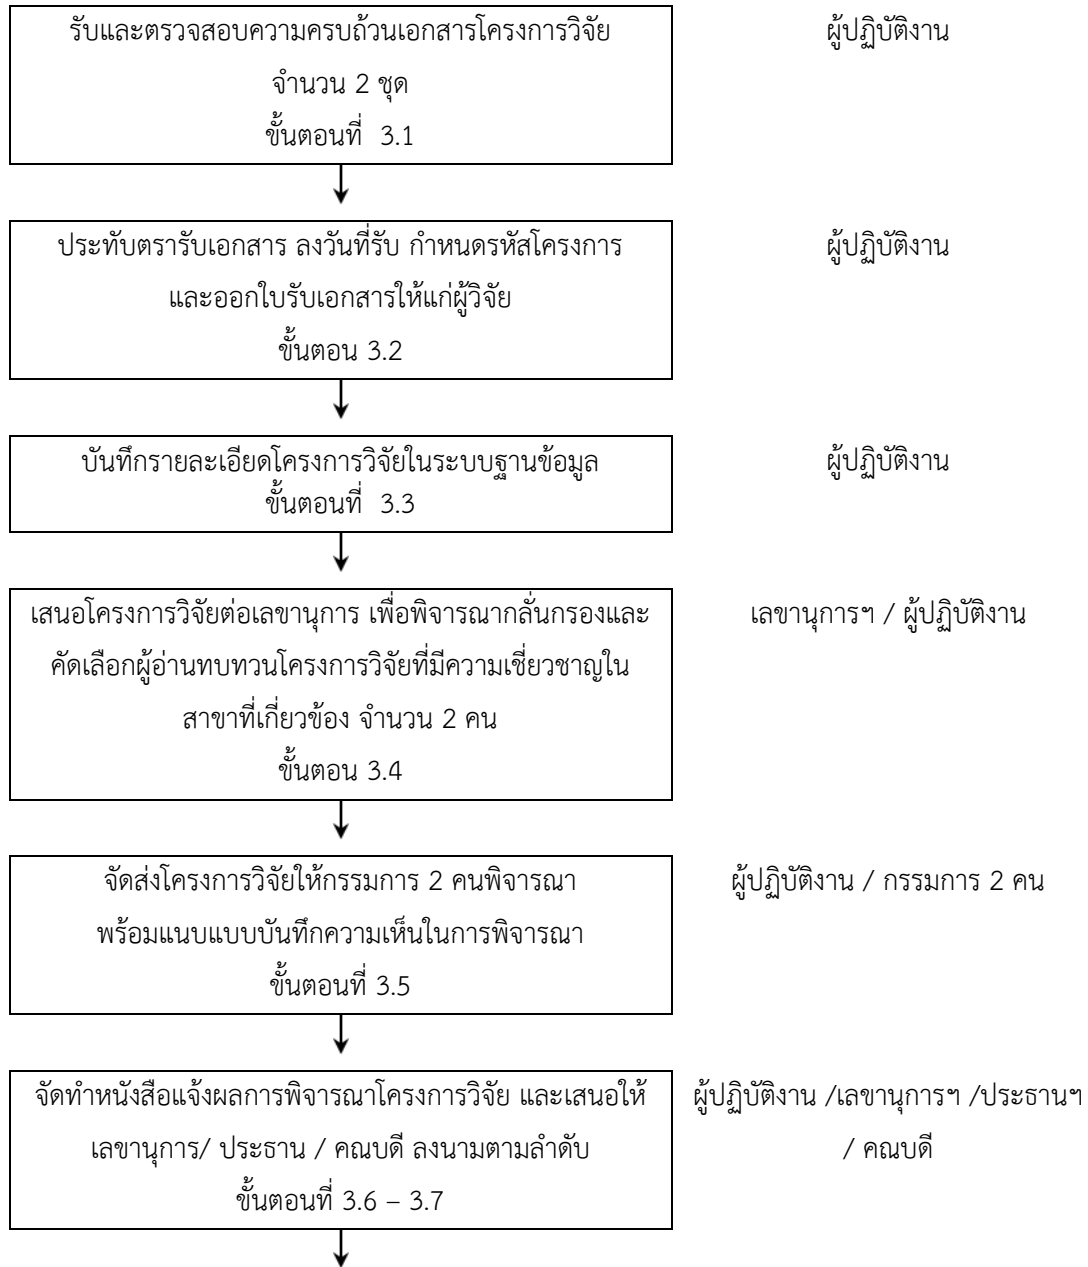 รับและตรวจสอบความครบถ้วนเอกสารโครงการวิจัย
จำนวน 2 ชุด
ขั้นตอนที่ 3.1
ผู้ปฏิบัติงาน
ประทับตรารับเอกสาร ลงวันที่รับ กำหนดรหัสโครงการ
และออกใบรับเอกสารให้แก่ผู้วิจัย
ขั้นตอน 3.2
ผู้ปฏิบัติงาน
บันทึกรายละเอียดโครงการวิจัยในระบบฐานข้อมูล
ขั้นตอนที่ 3.3
ผู้ปฏิบัติงาน
เสนอโครงการวิจัยต่อเลขานุการ เพื่อพิจารณากลั่นกรองและ
คัดเลือกผู้อ่านทบทวนโครงการวิจัยที่มีความเชี่ยวชาญใน
สาขาที่เกี่ยวข้อง จำนวน 2 คน
ขั้นตอน 3.4
เลขานุการฯ / ผู้ปฏิบัติงาน
จัดส่งโครงการวิจัยให้กรรมการ 2 คนพิจารณา
พร้อมแนบแบบบันทึกความเห็นในการพิจารณา
ขั้นตอนที่ 3.5
ผู้ปฏิบัติงาน / กรรมการ 2 คน
จัดทำหนังสือแจ้งผลการพิจารณาโครงการวิจัย และเสนอให้
เลขานุการ/ ประธาน / คณบดี ลงนามตามลำดับ
ขั้นตอนที่ 3.6 – 3.7
ผู้ปฏิบัติงาน /เลขานุการฯ /ประธานฯ
/ คณบดี